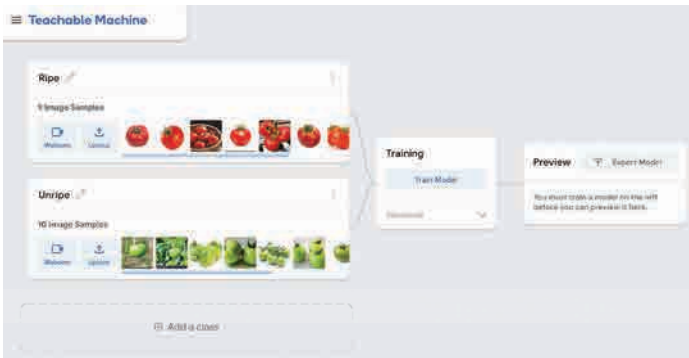 Teachable Machine
Ripe
9 Image Samples
Webcam
Upload
Unripe
10 Image Samples
Webcam
Upload
Add a class
Training
Train Model
Advanced
Preview
Export Model
You must train a model on the left
before you can preview it here.